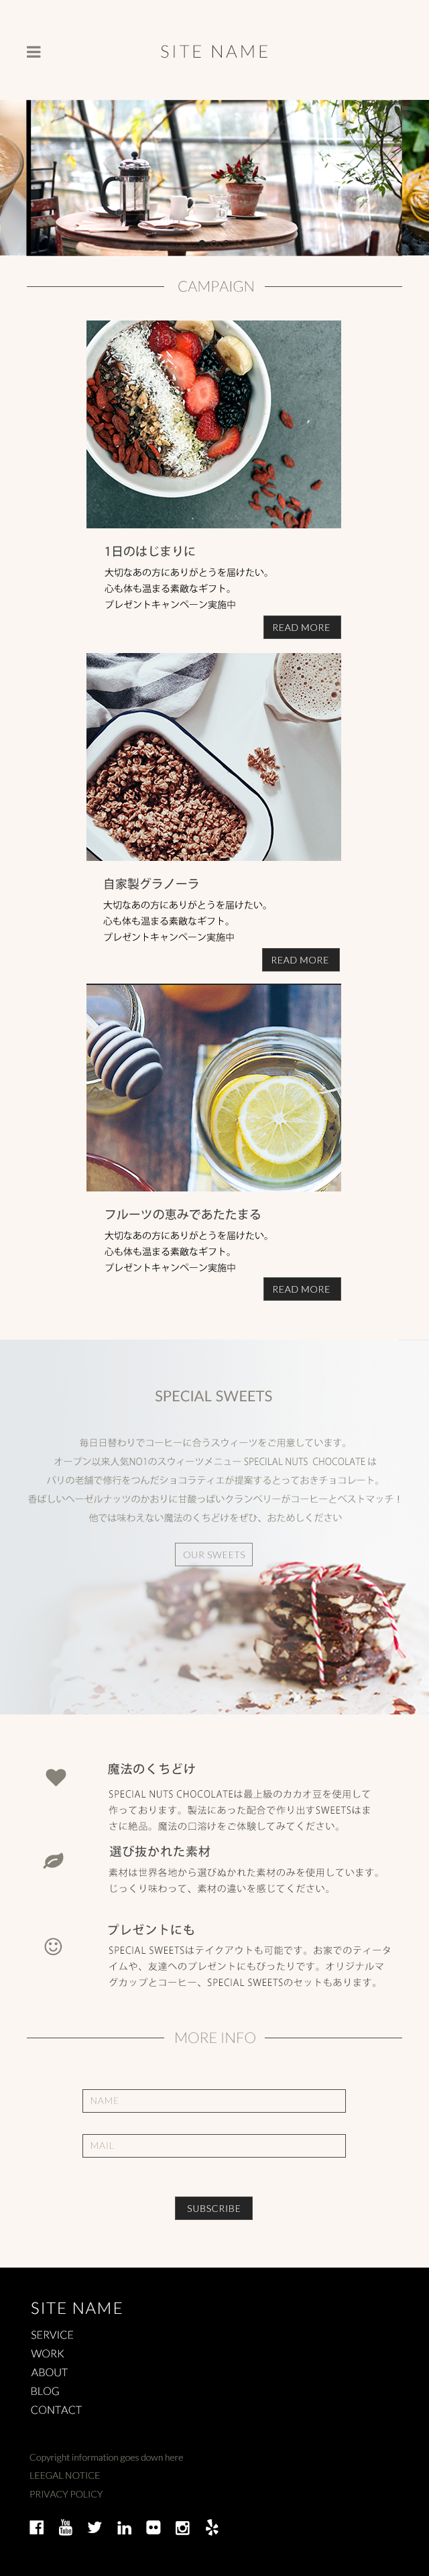 SITE NAME
CAMPAIGN
1日のはじまりに
大切なあの方にありがとうを届けたい。
心も体も温まる素敵なギフト。
プレゼントキャンペーン実施中
READ MORE
自家製グラノーラ
大切なあの方にありがとうを届けたい。
心も体も温まる素敵なギフト。
プレゼントキャンペーン実施中
READ MORE
フルーツの恵みであたたまる
大切なあの方にありがとうを届けたい。
心も体も温まる素敵なギフト。
プレゼントキャンペーン実施中
READ MORE
SPECIAL SWEETS
毎日日替わりでコーヒーに合うスウィーツをご用意しています。
オープン以来人気NO1のスウィーツメニュー SPECILAL NUTS CHOCOLATE は
パリの老舗で修行をつんだショコラティエが提案するとっておきチョコレート。
香ばしいヘーゼルナッツのかおりに甘酸っぱいクランベリーがコーヒーとベストマッチ！
他では味わえない魔法のくちどけをぜひ、おためしください
OUR SWEETS
魔法のくちどけ
SPECIAL NUTS CHOCOLATEは最上級のカカオ豆を使用して
作っております。製法にあった配合で作り出すSWEETSはま
さに絶品。魔法の口溶けをご体験してみてください。
選び抜かれた素材
素材は世界各地から選びぬかれた素材のみを使用しています。
じっくり味わって、素材の違いを感じてください。
プレゼントにも
SPECIAL SWEETSはテイクアウトも可能です。お家でのティータ
イムや、友達へのプレゼントにもぴったりです。オリジナルマ
グカップとコーヒー、SPECIAL SWEETSのセットもあります。
MORE INFO
NAME
MAIL
SUBSCRIBE
SITE NAME
SERVICE
WORK
ABOUT
BLOG
CONTACT
Copyright information goes down here
LEEGAL NOTICE
PRIVACY POLICY
You
Tube
in